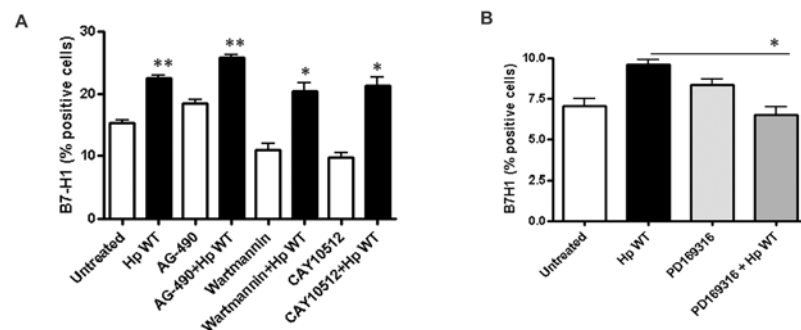 A
B7-H1 (% positive cells)
30
20
10
0
** ** * *
Untreated
Hp WT
AG-490
AG-490+Hp WT
Wartmannin
Wartmannin+Hp WT
CAY10512
CAY10512+Hp WT
B
B7H1 (% positive cells)
10.0
7.5
5.0
2.5
0.0
*
Untreated
Hp WT
PD169316
PD169316 + Hp WT